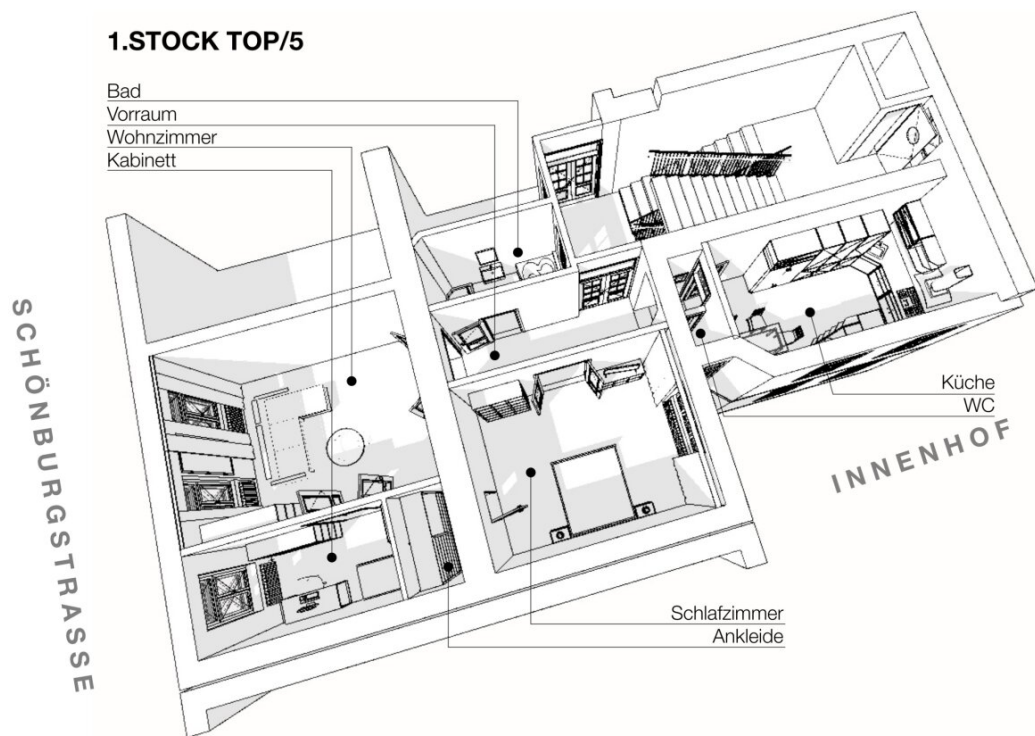 1.STOCK TOP/5
Bad
Vorraum
Wohnzimmer
Kabinett
SCHÖNBURGSTRASSE
Küche
WC
INNENHOF
Schlafzimmer
Ankleide